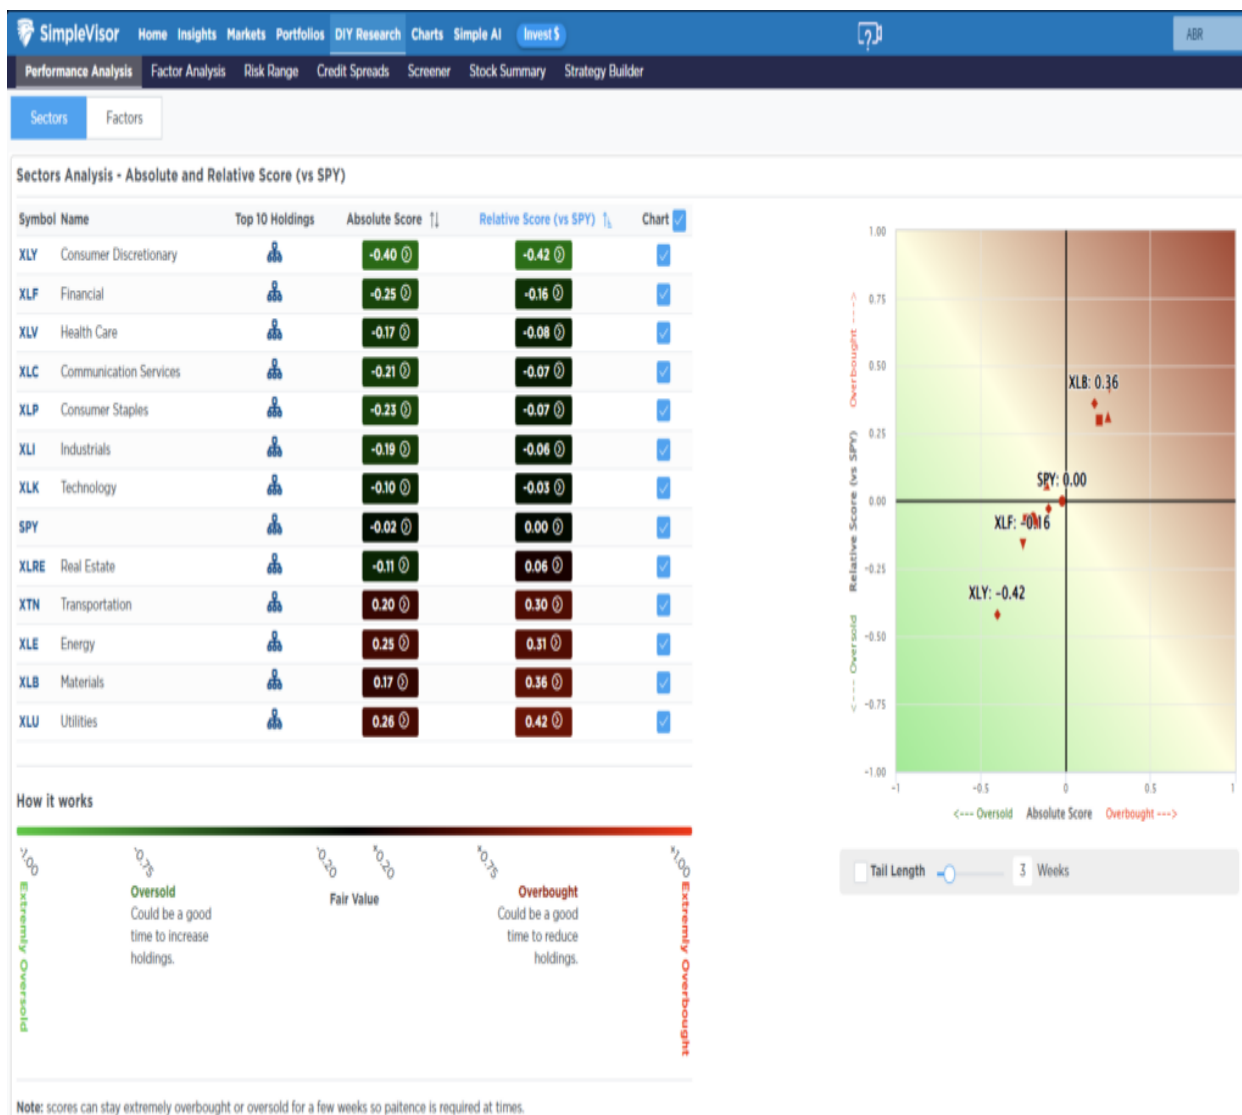 SimpleVisor Home Insights Markets Portfolios DIY Research Charts Simple AI Invest $ ABR
Performance Analysis Factor Analysis Risk Range Credit Spreads Screener Stock Summary Strategy Builder
Sectors Factors
Sectors Analysis - Absolute and Relative Score (vs SPY)
Symbol Name Top 10 Holdings Absolute Score Relative Score (vs SPY) Chart
XLY Consumer Discretionary -0.40 -0.42
XLF Financial -0.25 -0.16
XLV Health Care -0.17 -0.08
XLC Communication Services -0.21 -0.07
XLP Consumer Staples -0.23 -0.07
XLI Industrials -0.19 -0.06
XLK Technology -0.10 -0.03
SPY -0.02 0.00
XLRE Real Estate -0.11 0.06
XTN Transportation 0.20 0.30
XLE Energy 0.25 0.31
XLB Materials 0.17 0.36
XLU Utilities 0.26 0.42
How it works
-1.00 -0.75 -0.20 +0.20 +0.75 +1.00
Extremily Oversold
Oversold
Could be a good
time to increase
holdings.
Fair Value
Overbought
Could be a good
time to reduce
holdings.
Extremily Overbought
Note: scores can stay extremely overbought or oversold for a few weeks so paitence is required at times.
1.00
0.75
0.50
0.25
0.00
-0.25
-0.50
-0.75
-1.00
<--- Oversold Relative Score (vs SPY) Overbought --->
XLB: 0.36
SPY: 0.00
XLF: -0.16
XLY: -0.42
-1 -0.5 0 0.5 1
<--- Oversold Absolute Score Overbought --->
Tail Length 3 Weeks